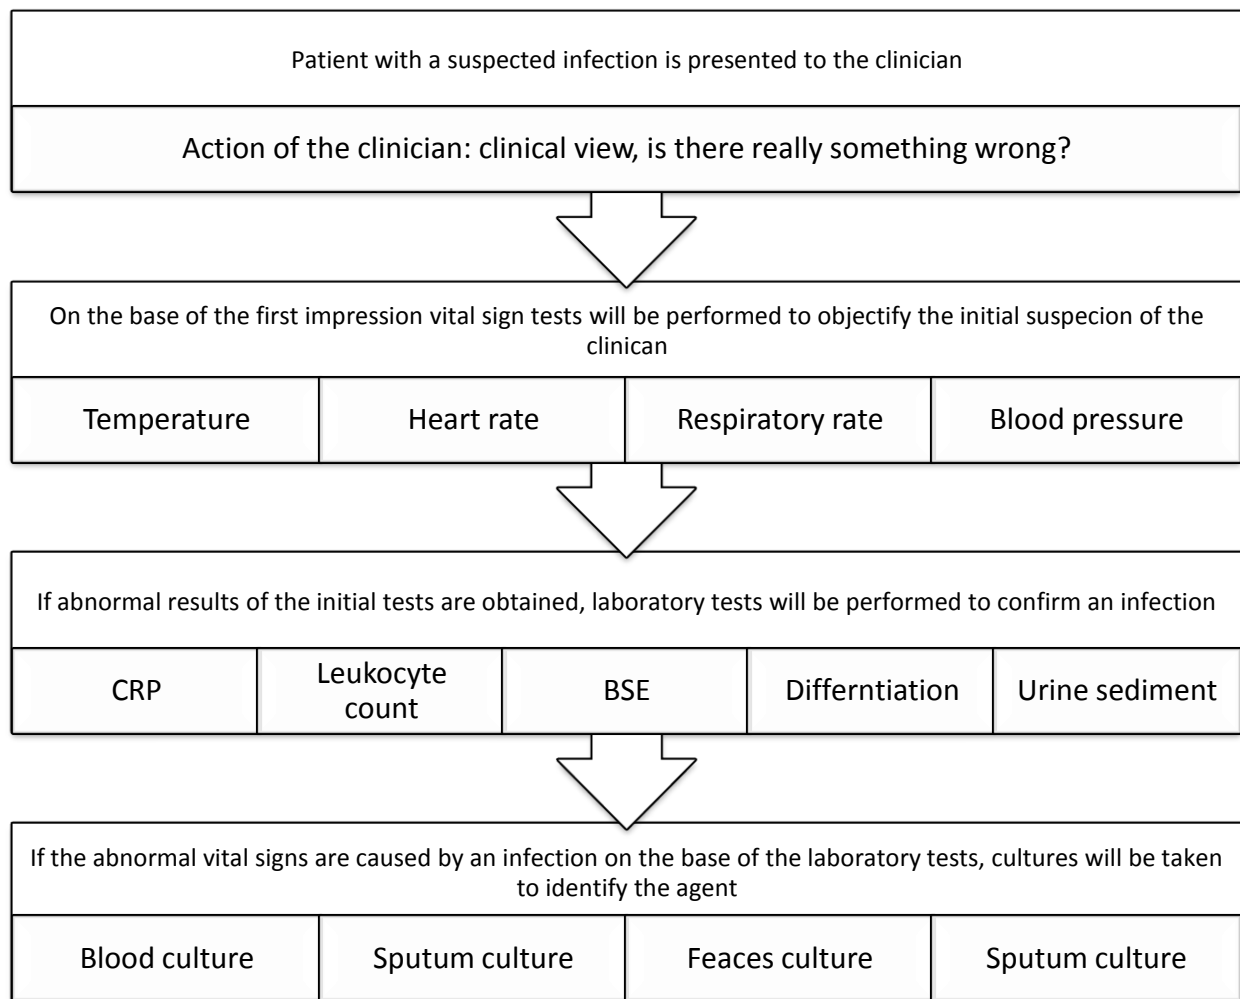 Patient with a suspected infection is presented to the clinician
Action of the clinician: clinical view, is there really something wrong?
On the base of the first impression vital sign tests will be performed to objectify the initial suspecion of the
clinican
Temperature
Heart rate
Respiratory rate
Blood pressure
If abnormal results of the initial tests are obtained, laboratory tests will be performed to confirm an infection
CRP
Leukocyte
count
BSE
Differntiation
Urine sediment
If the abnormal vital signs are caused by an infection on the base of the laboratory tests, cultures will be taken
to identify the agent
Blood culture
Sputum culture
Feaces culture
Sputum culture